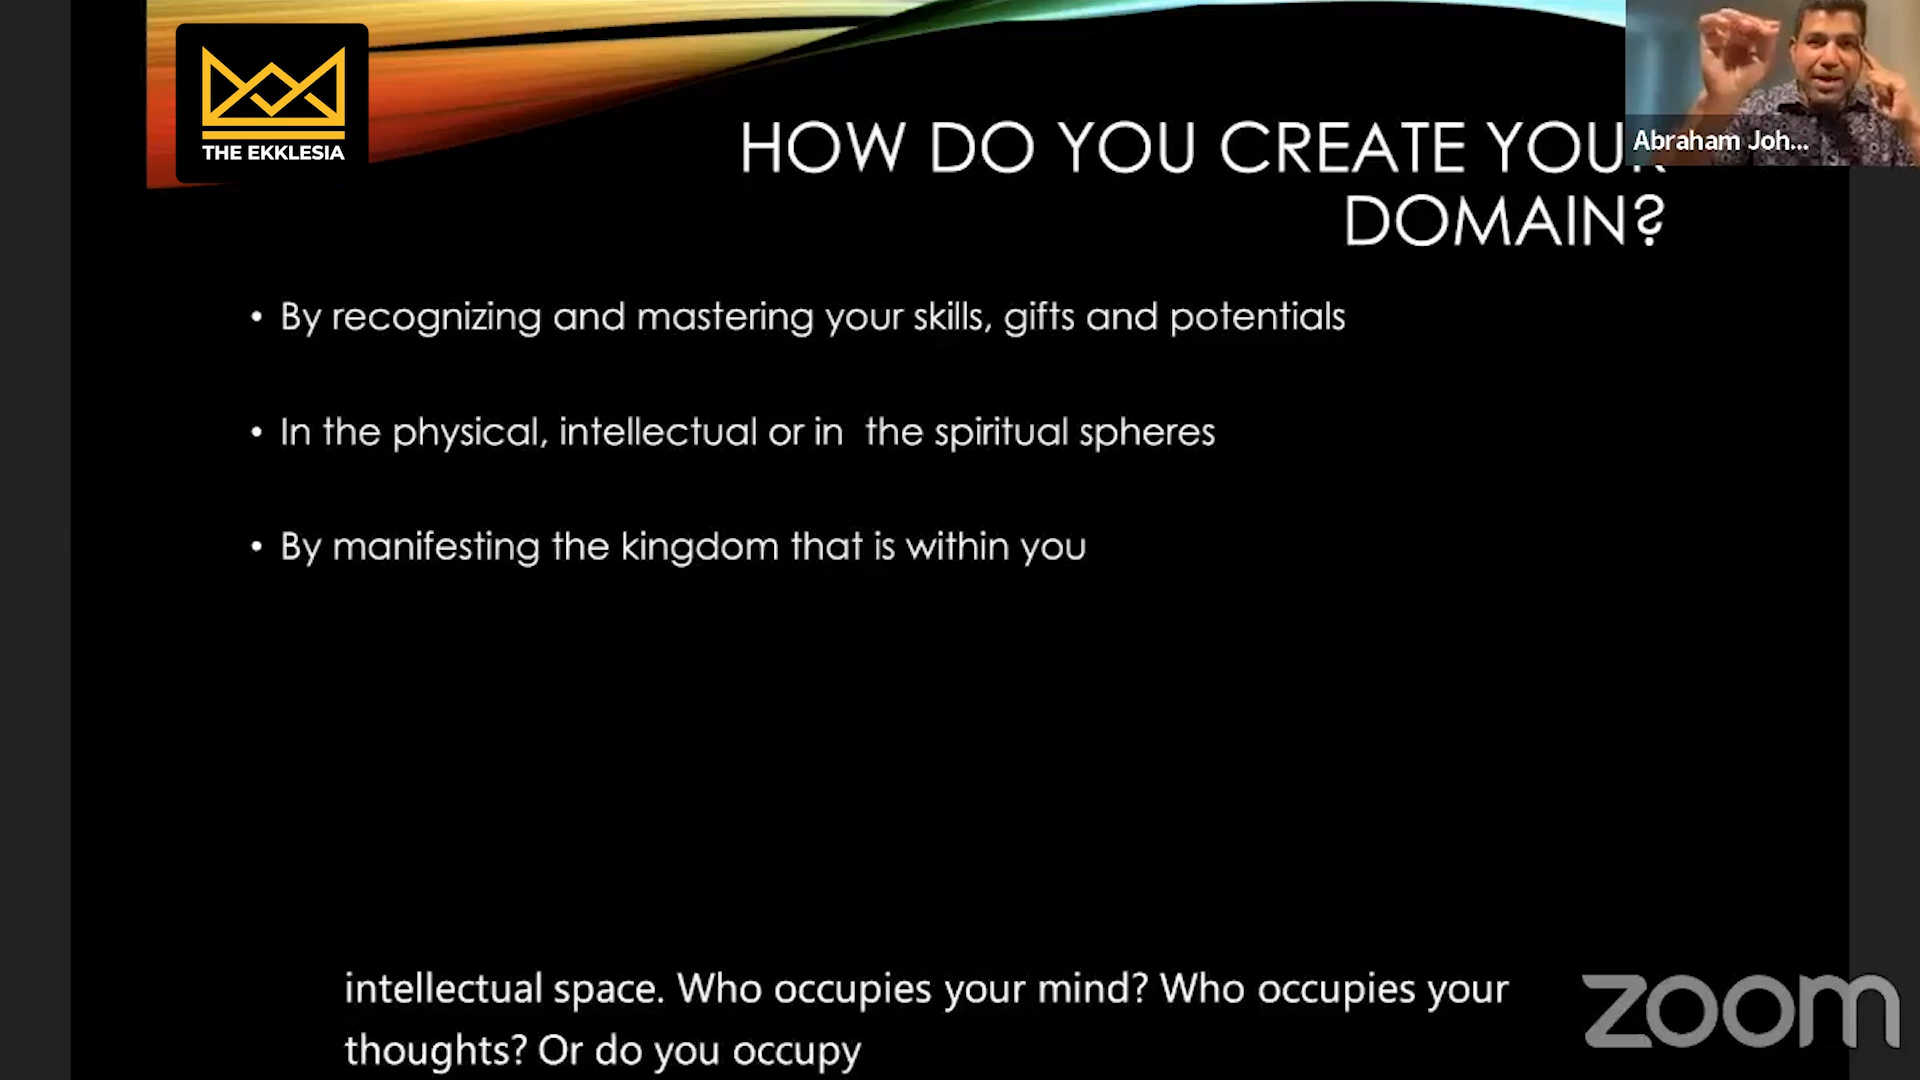 THE EKKLESIA
HOW DO YOU CREATE YOUR
DOMAIN?
Abraham Joh...
• By recognizing and mastering your skills, gifts and potentials
• In the physical, intellectual or in the spiritual spheres
• By manifesting the kingdom that is within you
intellectual space. Who occupies your mind? Who occupies your
thoughts? Or do you occupy
zoom